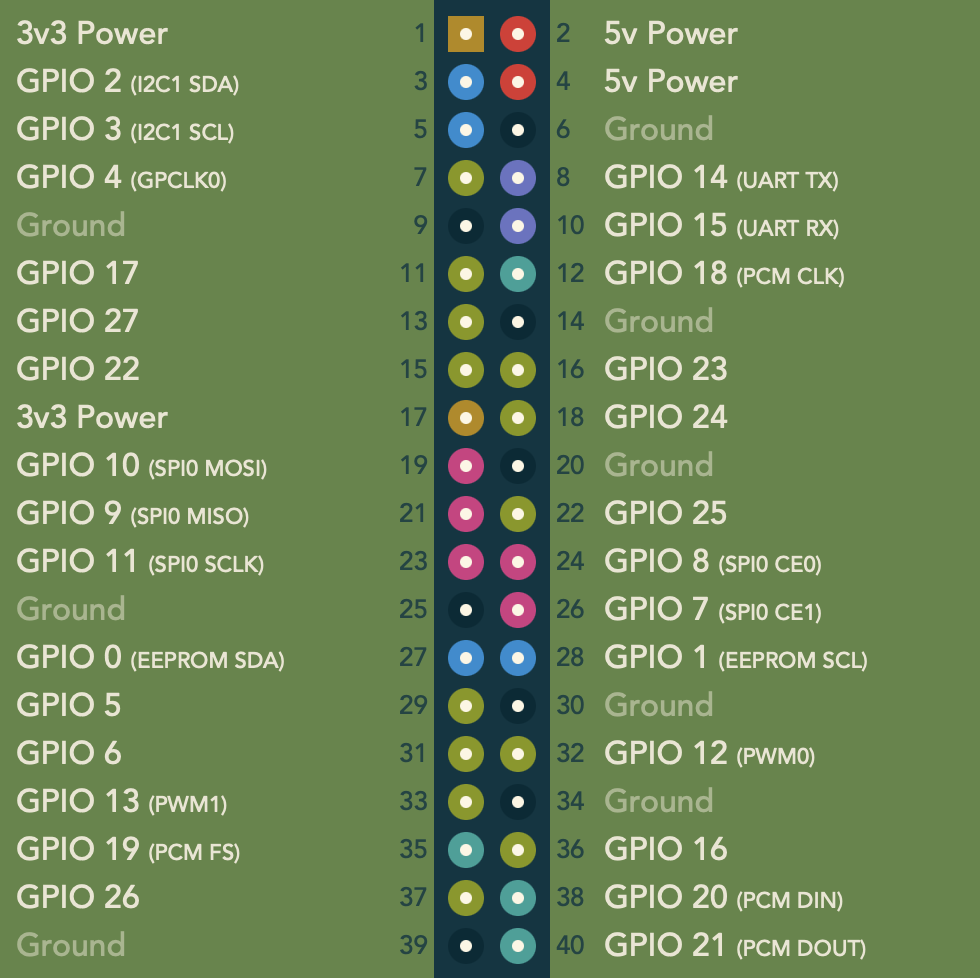 3v3 Power 1 2 5v Power
GPIO 2 (I2C1 SDA) 3 4 5v Power
GPIO 3 (I2C1 SCL) 5 6 Ground
GPIO 4 (GPCLK0) 7 8 GPIO 14 (UART TX)
Ground 9 10 GPIO 15 (UART RX)
GPIO 17 11 12 GPIO 18 (PCM CLK)
GPIO 27 13 14 Ground
GPIO 22 15 16 GPIO 23
3v3 Power 17 18 GPIO 24
GPIO 10 (SPI0 MOSI) 19 20 Ground
GPIO 9 (SPI0 MISO) 21 22 GPIO 25
GPIO 11 (SPI0 SCLK) 23 24 GPIO 8 (SPI0 CE0)
Ground 25 26 GPIO 7 (SPI0 CE1)
GPIO 0 (EEPROM SDA) 27 28 GPIO 1 (EEPROM SCL)
GPIO 5 29 30 Ground
GPIO 6 31 32 GPIO 12 (PWM0)
GPIO 13 (PWM1) 33 34 Ground
GPIO 19 (PCM FS) 35 36 GPIO 16
GPIO 26 37 38 GPIO 20 (PCM DIN)
Ground 39 40 GPIO 21 (PCM DOUT)